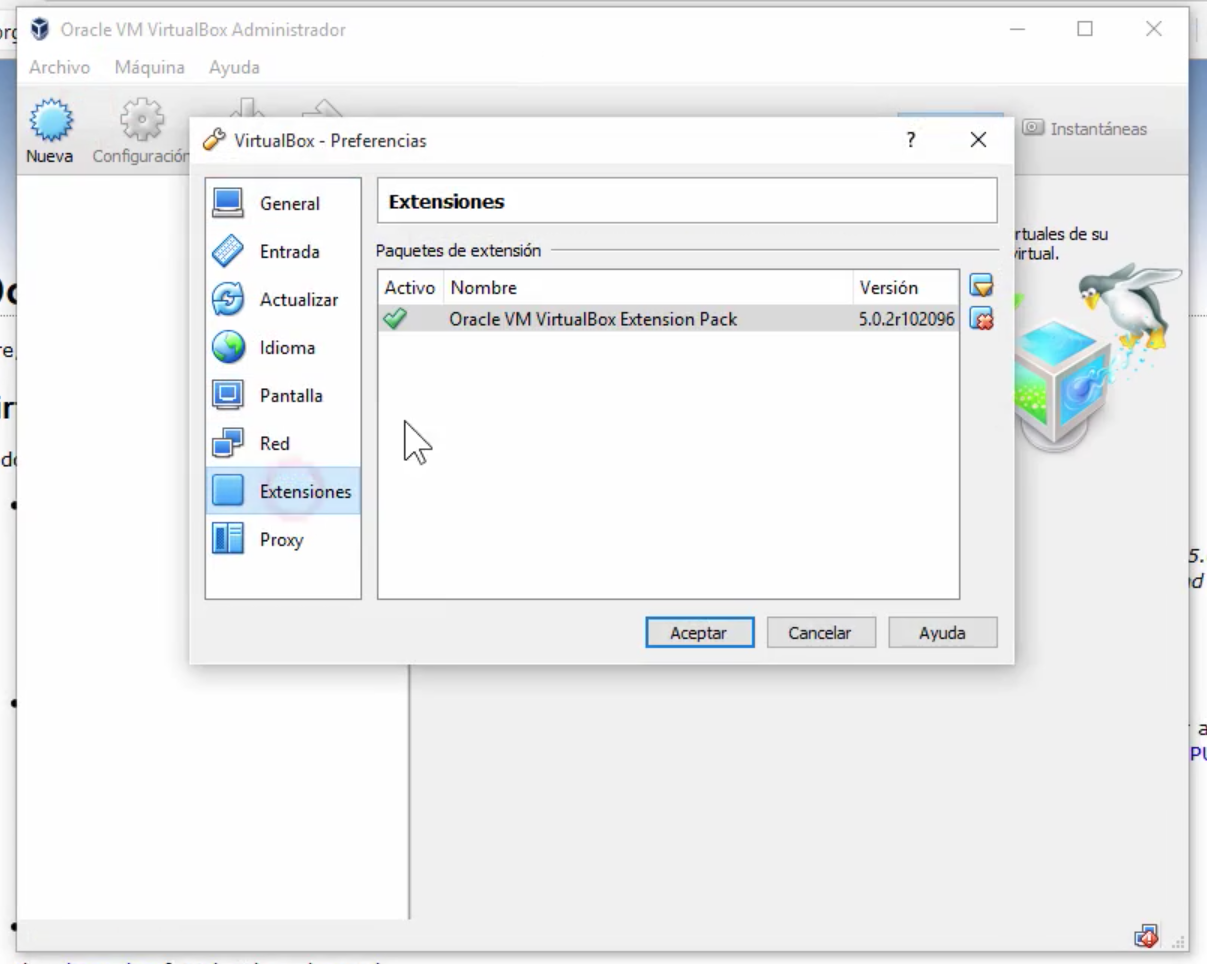 Oracle VM VirtualBox Administrador
Archivo Máquina Ayuda
Nueva Configuración Instantáneas
VirtualBox - Preferencias ?
General
Entrada
Actualizar
Idioma
Pantalla
Red
Extensiones
Proxy
Extensiones
Paquetes de extensión
Activo Nombre Versión
Oracle VM VirtualBox Extension Pack 5.0.2r102096
Aceptar Cancelar Ayuda
rtuales de su
virtual.